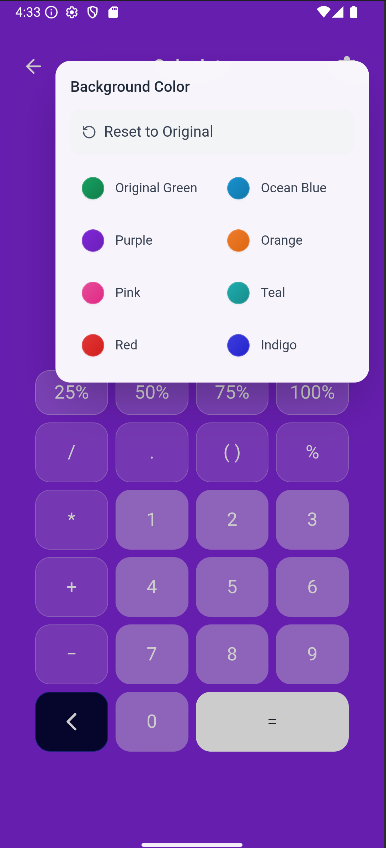 4:33
Background Color
Reset to Original
Original Green Ocean Blue
Purple Orange
Pink Teal
Red Indigo
25% 50% 75% 100%
/ . ( ) %
* 1 2 3
+ 4 5 6
− 7 8 9
0 =